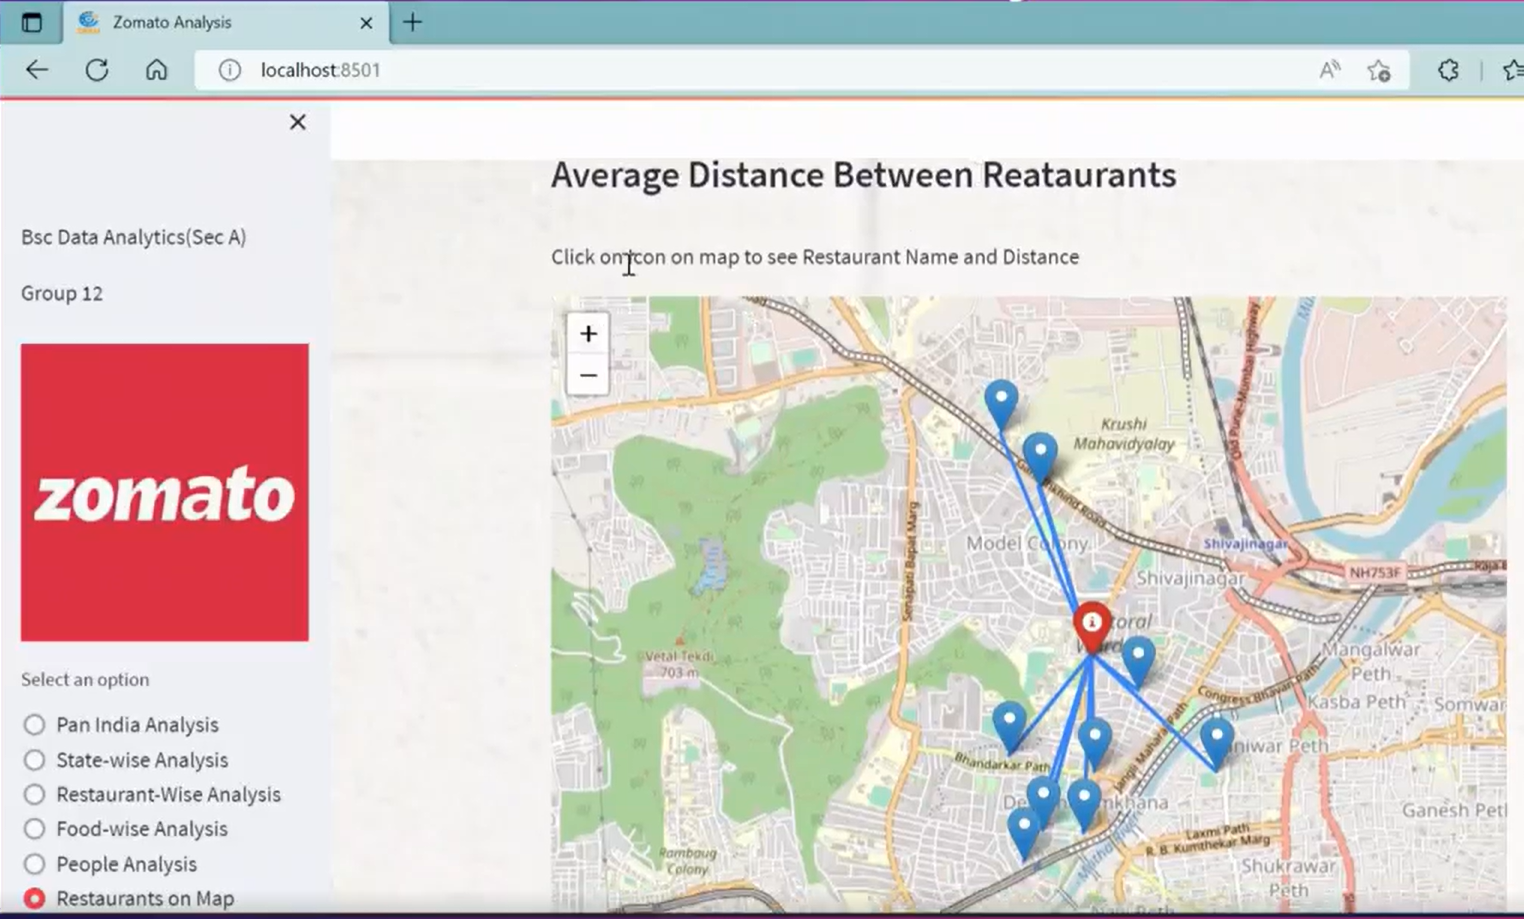 Zomato Analysis
localhost:8501
Bsc Data Analytics(Sec A)
Group 12
zomato
Select an option
Pan India Analysis
State-wise Analysis
Restaurant-Wise Analysis
Food-wise Analysis
People Analysis
Restaurants on Map
Average Distance Between Reataurants
Click on icon on map to see Restaurant Name and Distance
+
−
Krushi
Mahavidyalay
Old Pune-Mumbai Highway
Road
Model Colony
Senapati Bapat Marg
Shivajinagar
Shivajinagar
NH753F
Vetal Tekdi
703 m
Mangalwar
Peth
Congress Bhavan Path
Kasba Peth
Somwar
Jangli Maharaj Path
Bhandarkar Path
Peth
Ganesh Peth
Laxmi Path
R. B. Kumthekar Marg
Rambaug
Colony
Shukrawar
Peth